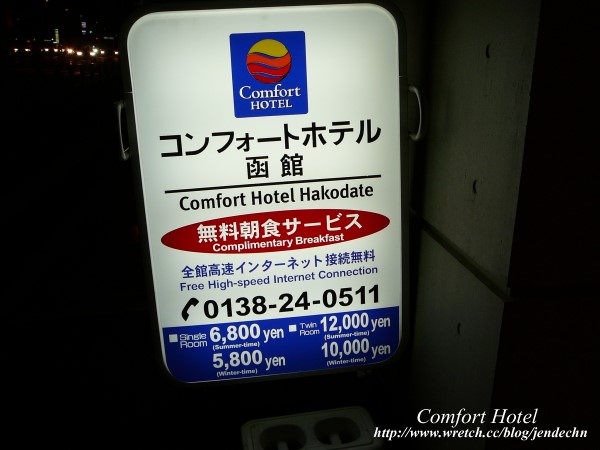 Comfort
HOTEL
コンフォートホテル
函館
Comfort Hotel Hakodate
無料朝食サービス
Complimentary Breakfast
全館高速インターネット接続無料
Free High-speed Internet Connection
0138-24-0511
Single Room 6,800 yen
(Summer-time)
5,800 yen
(Winter-time)
Twin Room 12,000 yen
(Summer-time)
10,000 yen
(Winter-time)
Comfort Hotel
http://www.wretch.cc/blog/jendechn